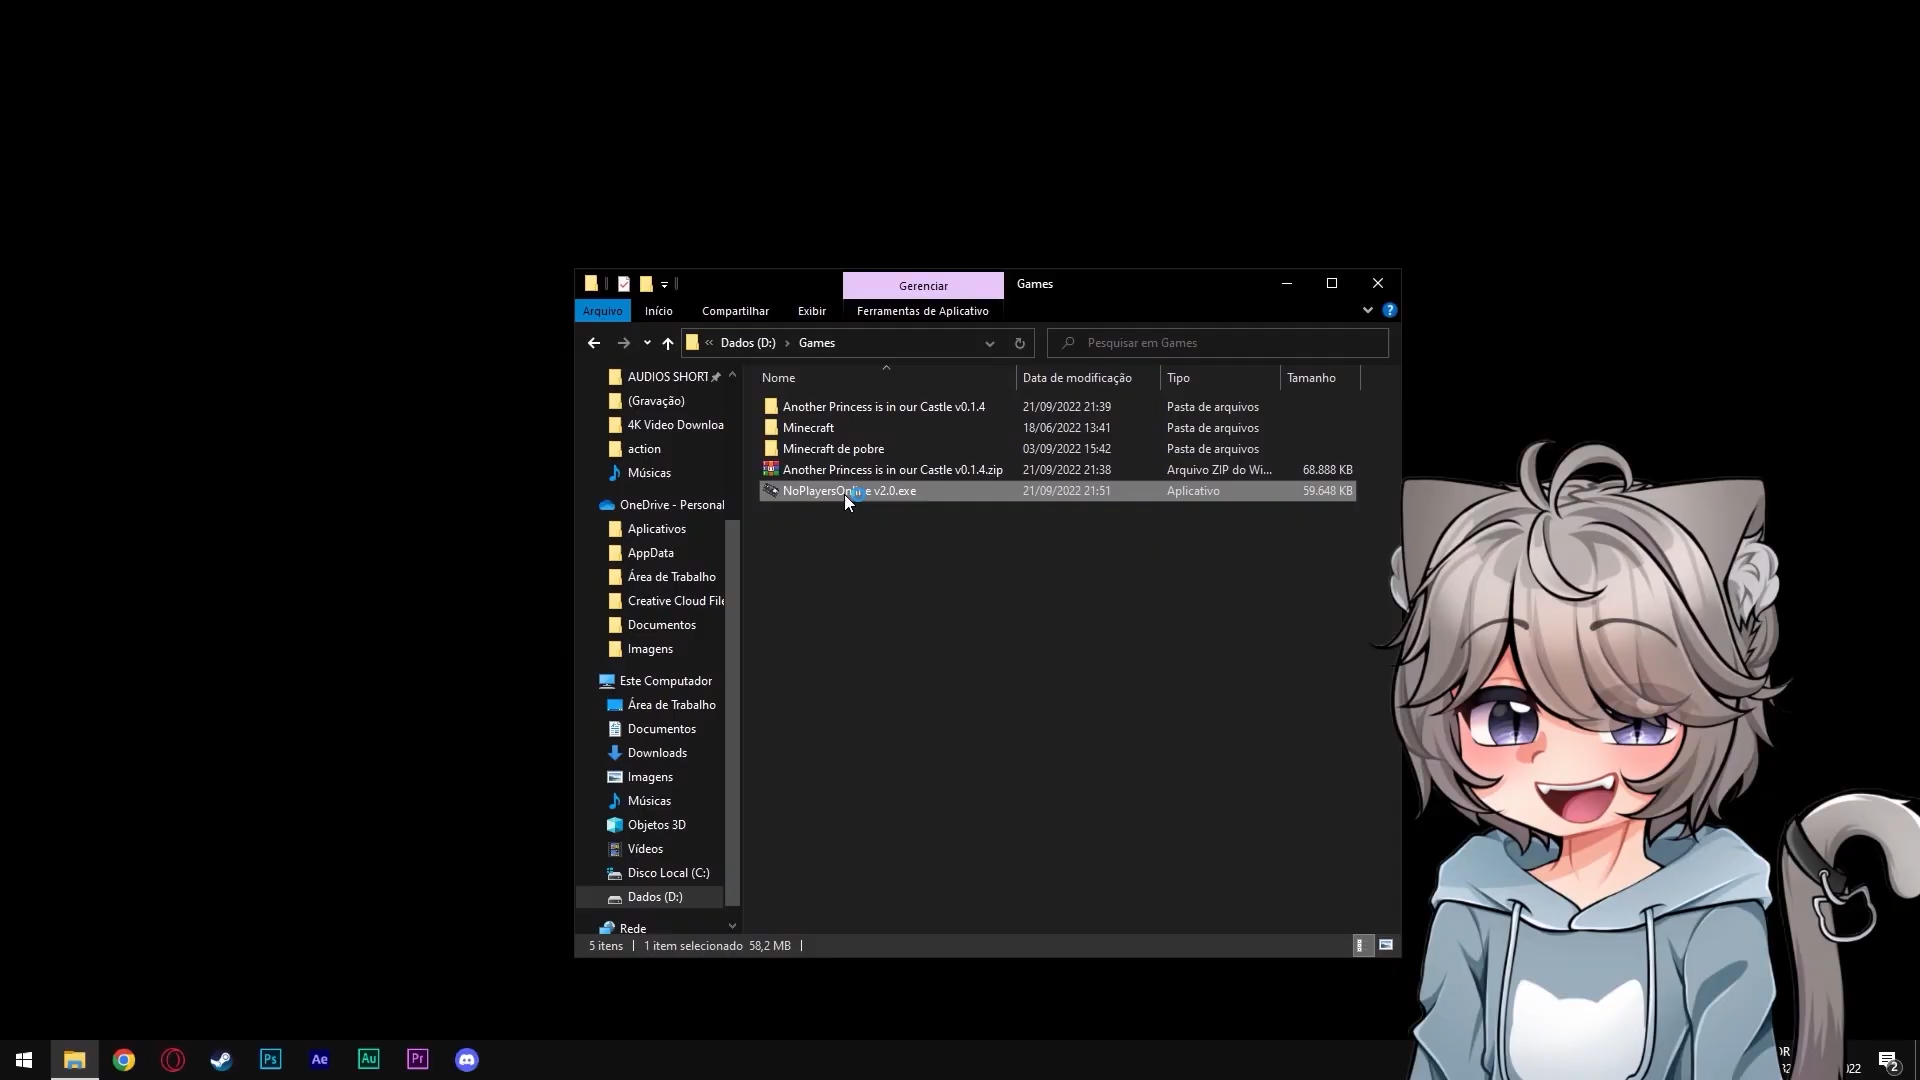 Gerenciar
Games
Arquivo
Início
Compartilhar
Exibir
Ferramentas de Aplicativo
Dados (D:)
Games
Pesquisar em Games
Nome
Data de modificação
Tipo
Tamanho
Another Princess is in our Castle v0.1.4 21/09/2022 21:39 Pasta de arquivos
Minecraft 18/06/2022 13:41 Pasta de arquivos
Minecraft de pobre 03/09/2022 15:42 Pasta de arquivos
Another Princess is in our Castle v0.1.4.zip 21/09/2022 21:38 Arquivo ZIP do Wi... 68.888 KB
NoPlayersOnline v2.0.exe 21/09/2022 21:51 Aplicativo 59.648 KB
AUDIOS SHORT
(Gravação)
4K Video Downloa
action
Músicas
OneDrive - Personal
Aplicativos
AppData
Área de Trabalho
Creative Cloud File
Documentos
Imagens
Este Computador
Área de Trabalho
Documentos
Downloads
Imagens
Músicas
Objetos 3D
Vídeos
Disco Local (C:)
Dados (D:)
Rede
5 itens
1 item selecionado 58,2 MB
Ps
Ae
Au
Pr
2